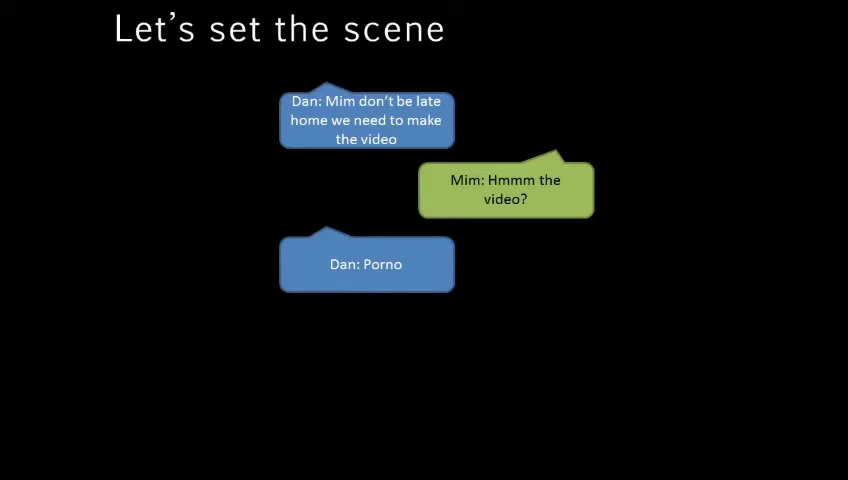 Let's set the scene
Dan: Mim don't be late
home we need to make
the video
Mim: Hmmm the
video?
Dan: Porno